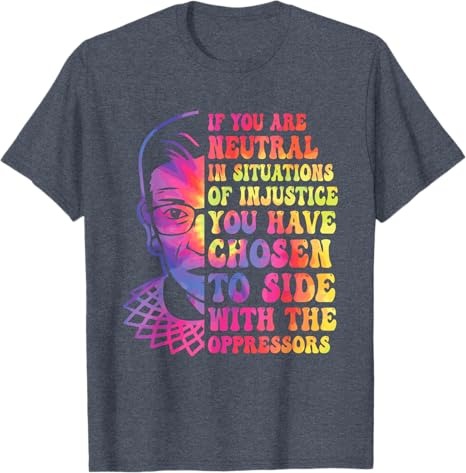 IF YOU ARE
NEUTRAL
IN SITUATIONS
OF INJUSTICE
YOU HAVE
CHOSEN
TO SIDE
WITH THE
OPPRESSORS